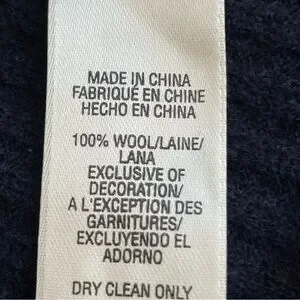 MADE IN CHINA
FABRIQUÉ EN CHINE
HECHO EN CHINA
100% WOOL/LAINE/
LANA
EXCLUSIVE OF
DECORATION/
A L'EXCEPTION DES
GARNITURES/
EXCLUYENDO EL
ADORNO
DRY CLEAN ONLY